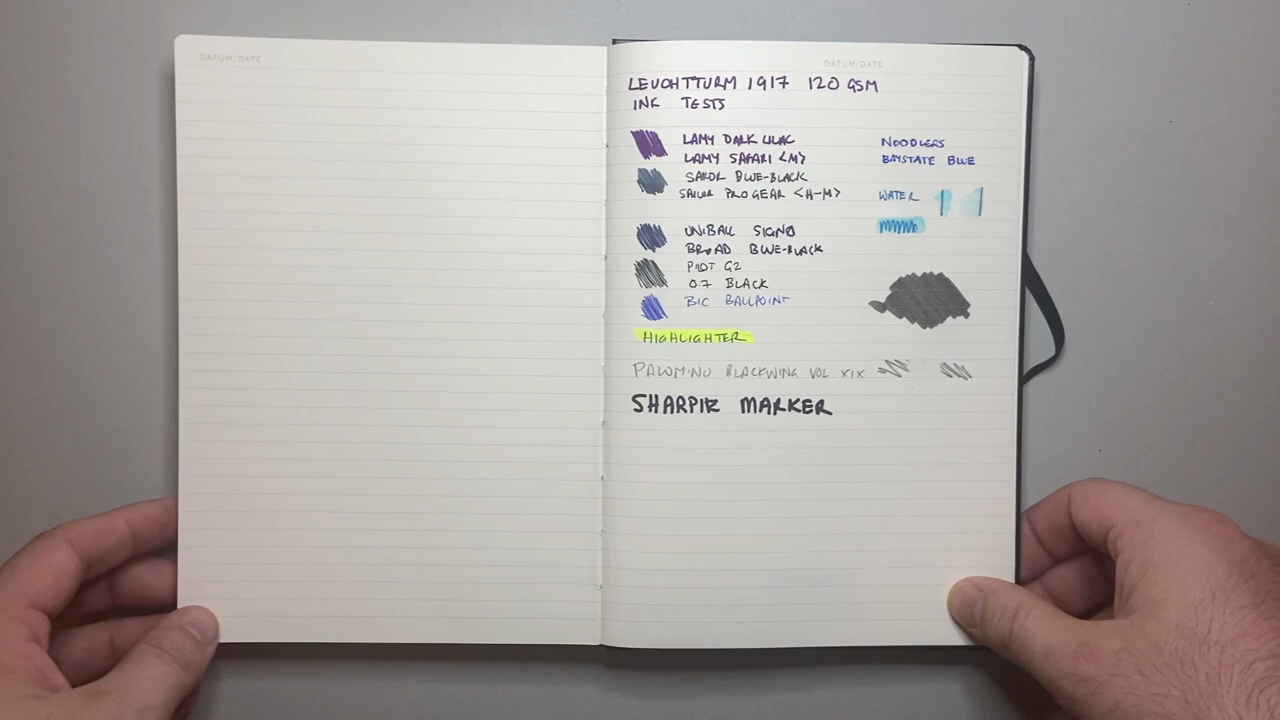 DATUM/DATE
DATUM/DATE
LEUCHTTURM 1917 120 GSM
INK TESTS
LAMY DARK LILAC
LAMY SAFARI <M>
SAILOR BLUE-BLACK
SAILOR PRO GEAR <H-M>
NOODLERS
BAYSTATE BLUE
WATER
UNIBALL SIGNO
BROAD BLUE-BLACK
PILOT G2
0.7 BLACK
BIC BALLPOINT
HIGHLIGHTER
PALOMINO BLACKWING VOL XIX
SHARPIE MARKER